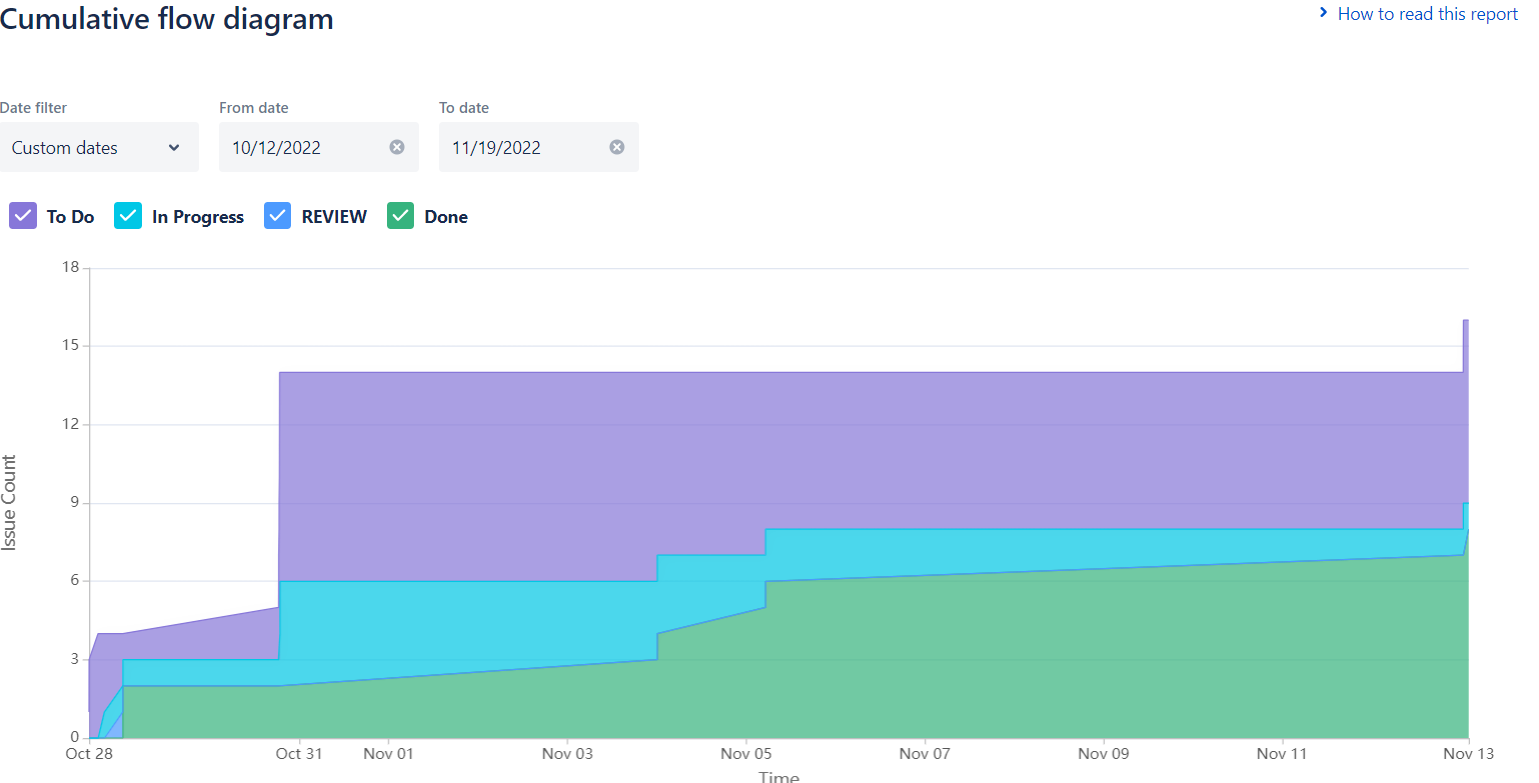 Cumulative flow diagram
How to read this report
Date filter From date To date
Custom dates 10/12/2022 11/19/2022
To Do In Progress REVIEW Done
18
15
12
9
6
3
0
Issue Count
Oct 28 Oct 31 Nov 01 Nov 03 Nov 05 Nov 07 Nov 09 Nov 11 Nov 13
Time